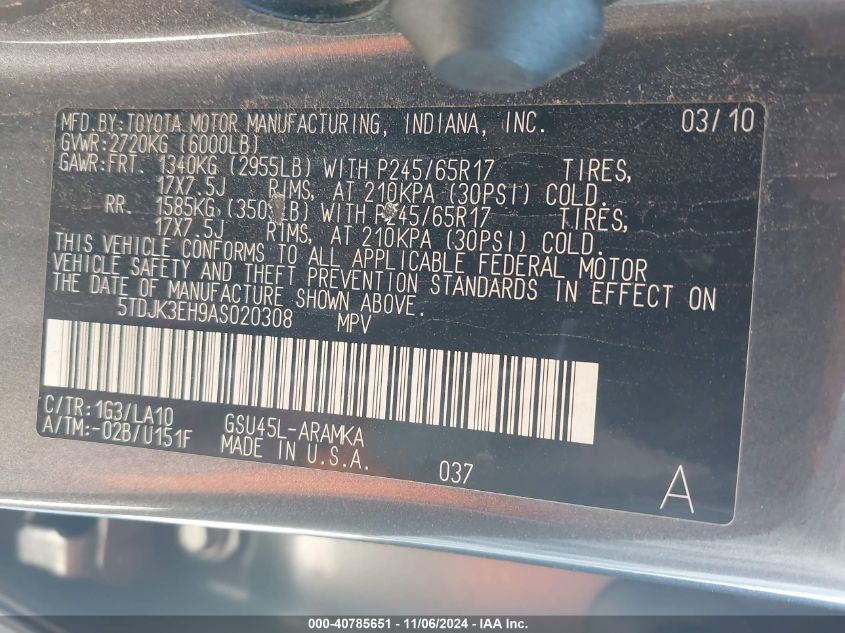 MFD.BY:TOYOTA MOTOR MANUFACTURING, INDIANA, INC. 03/10
GVWR:2720KG (6000LB)
GAWR:FRT. 1340KG (2955LB) WITH P245/65R17 TIRES,
17X7.5J RIMS, AT 210KPA (30PSI) COLD.
RR. 1585KG WITH P245/65R17 TIRES,
17X7.5J RIMS, AT 210KPA (30PSI) COLD.
THIS VEHICLE CONFORMS TO ALL APPLICABLE FEDERAL MOTOR
VEHICLE SAFETY AND THEFT PREVENTION STANDARDS IN EFFECT ON
THE DATE OF MANUFACTURE SHOWN ABOVE.
5TDJK3EH9AS020308 MPV
C/TR:1G3/LA10 GSU45L-ARAMKA
A/TM:-02B/U151F MADE IN U.S.A. 037 A
000-40785651 - 11/06/2024 - IAA Inc.